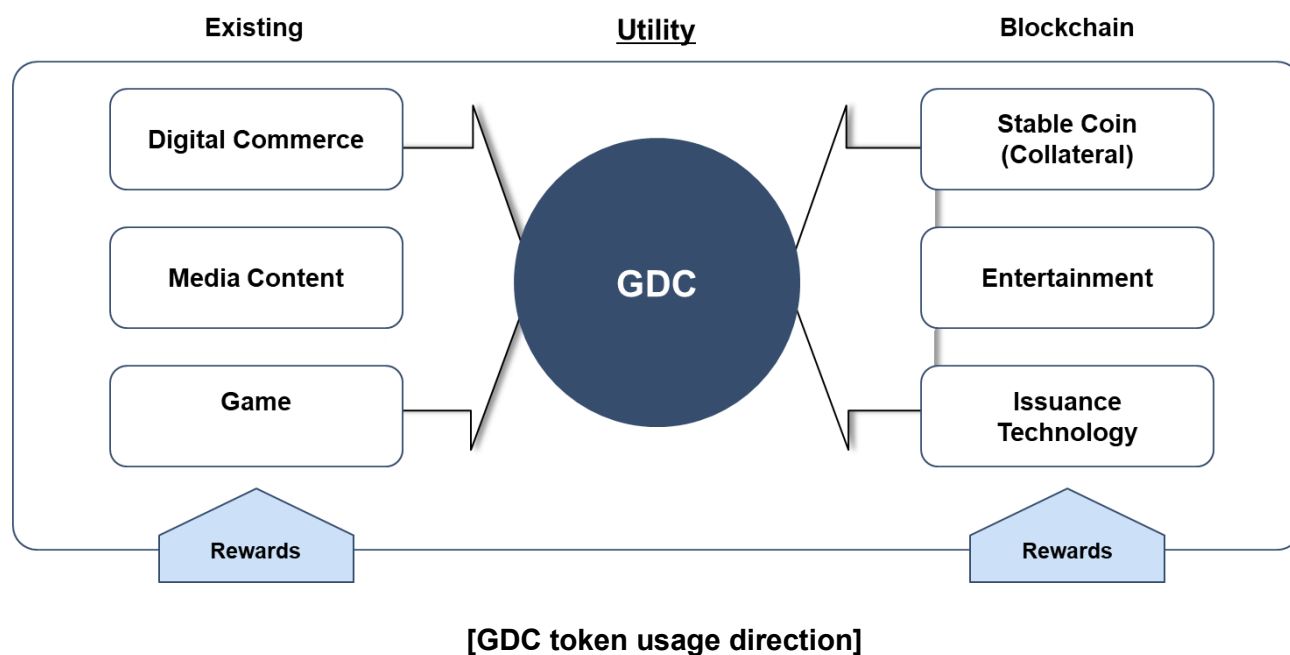 Existing
Utility
Blockchain
Digital Commerce
Media Content
Game
GDC
Stable Coin
(Collateral)
Entertainment
Issuance
Technology
Rewards
Rewards
[GDC token usage direction]